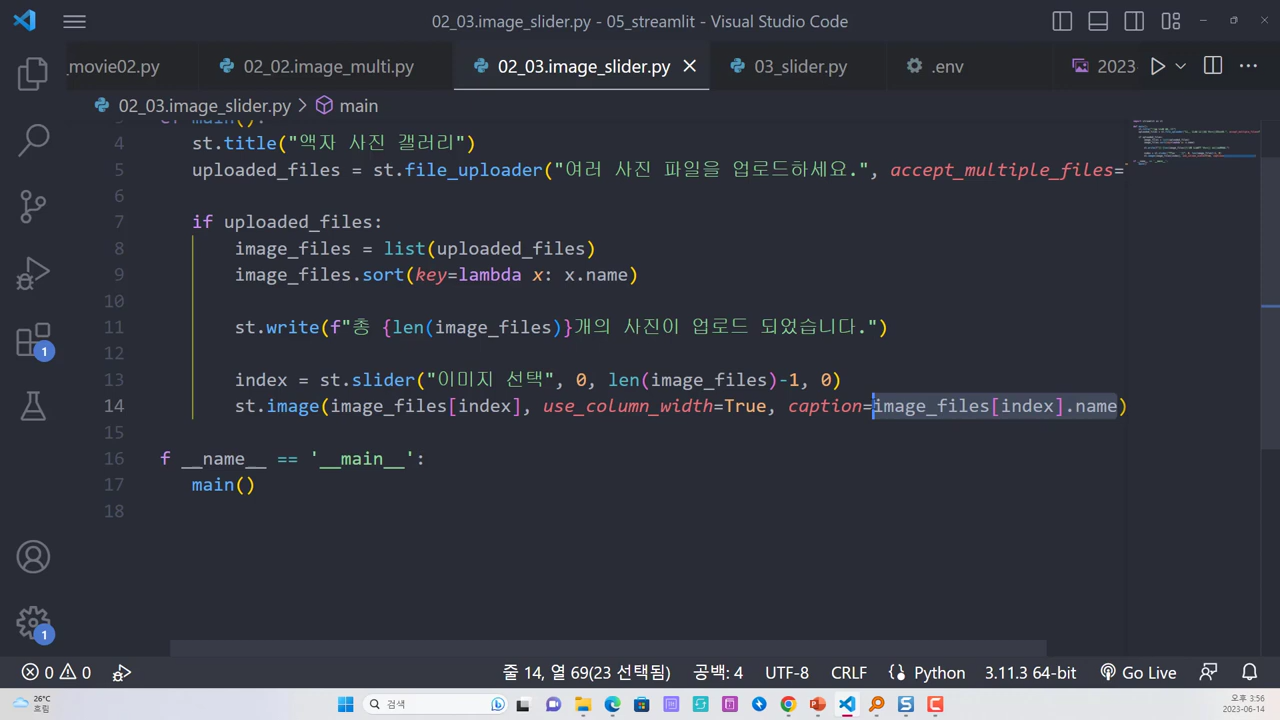 02_03.image_slider.py - 05_streamlit - Visual Studio Code
_movie02.py
02_02.image_multi.py
02_03.image_slider.py
03_slider.py
.env
2023
02_03.image_slider.py > main
4 st.title("액자 사진 갤러리")
5 uploaded_files = st.file_uploader("여러 사진 파일을 업로드하세요.", accept_multiple_files=
6
7 if uploaded_files:
8 image_files = list(uploaded_files)
9 image_files.sort(key=lambda x: x.name)
10
11 st.write(f"총 {len(image_files)}개의 사진이 업로드 되었습니다.")
12
13 index = st.slider("이미지 선택", 0, len(image_files)-1, 0)
14 st.image(image_files[index], use_column_width=True, caption=image_files[index].name)
15
16 f __name__ == '__main__':
17 main()
18
1
1
0 0 줄 14, 열 69(23 선택됨) 공백: 4 UTF-8 CRLF Python 3.11.3 64-bit Go Live
26°C
흐림
검색
오후 3:56
2023-06-14